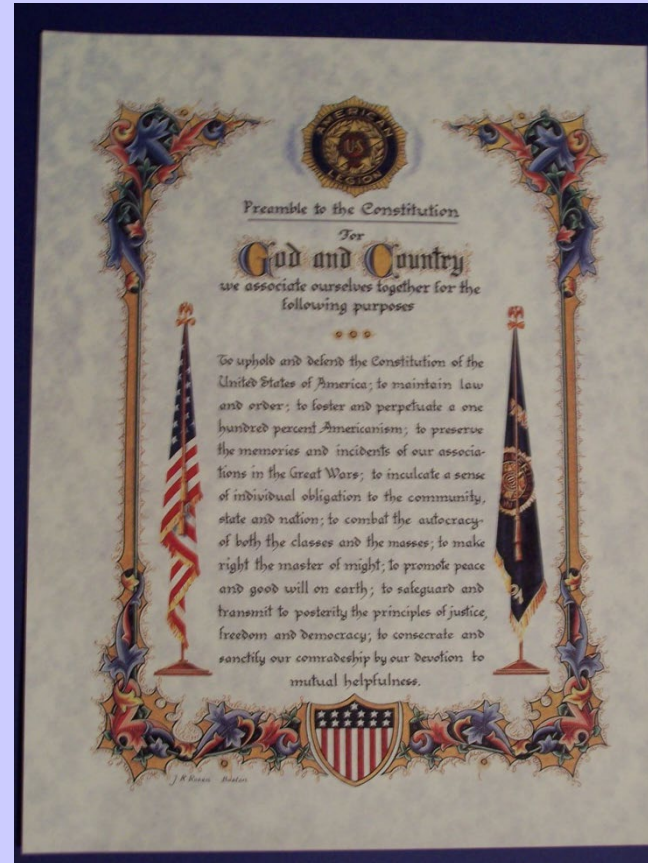 AMERICAN
US
LEGION
Preamble to the Constitution
For
God and Country
we associate ourselves together for the
following purposes
To uphold and defend the Constitution of the
United States of America; to maintain law
and order; to foster and perpetuate a one
hundred percent Americanism; to preserve
the memories and incidents of our associa-
tions in the Great Wars; to inculcate a sense
of individual obligation to the community,
state and nation; to combat the autocracy
of both the classes and the masses; to make
right the master of might; to promote peace
and good will on earth; to safeguard and
transmit to posterity the principles of justice,
freedom and democracy; to consecrate and
sanctify our comradeship by our devotion to
mutual helpfulness.
J R Rosen Boston